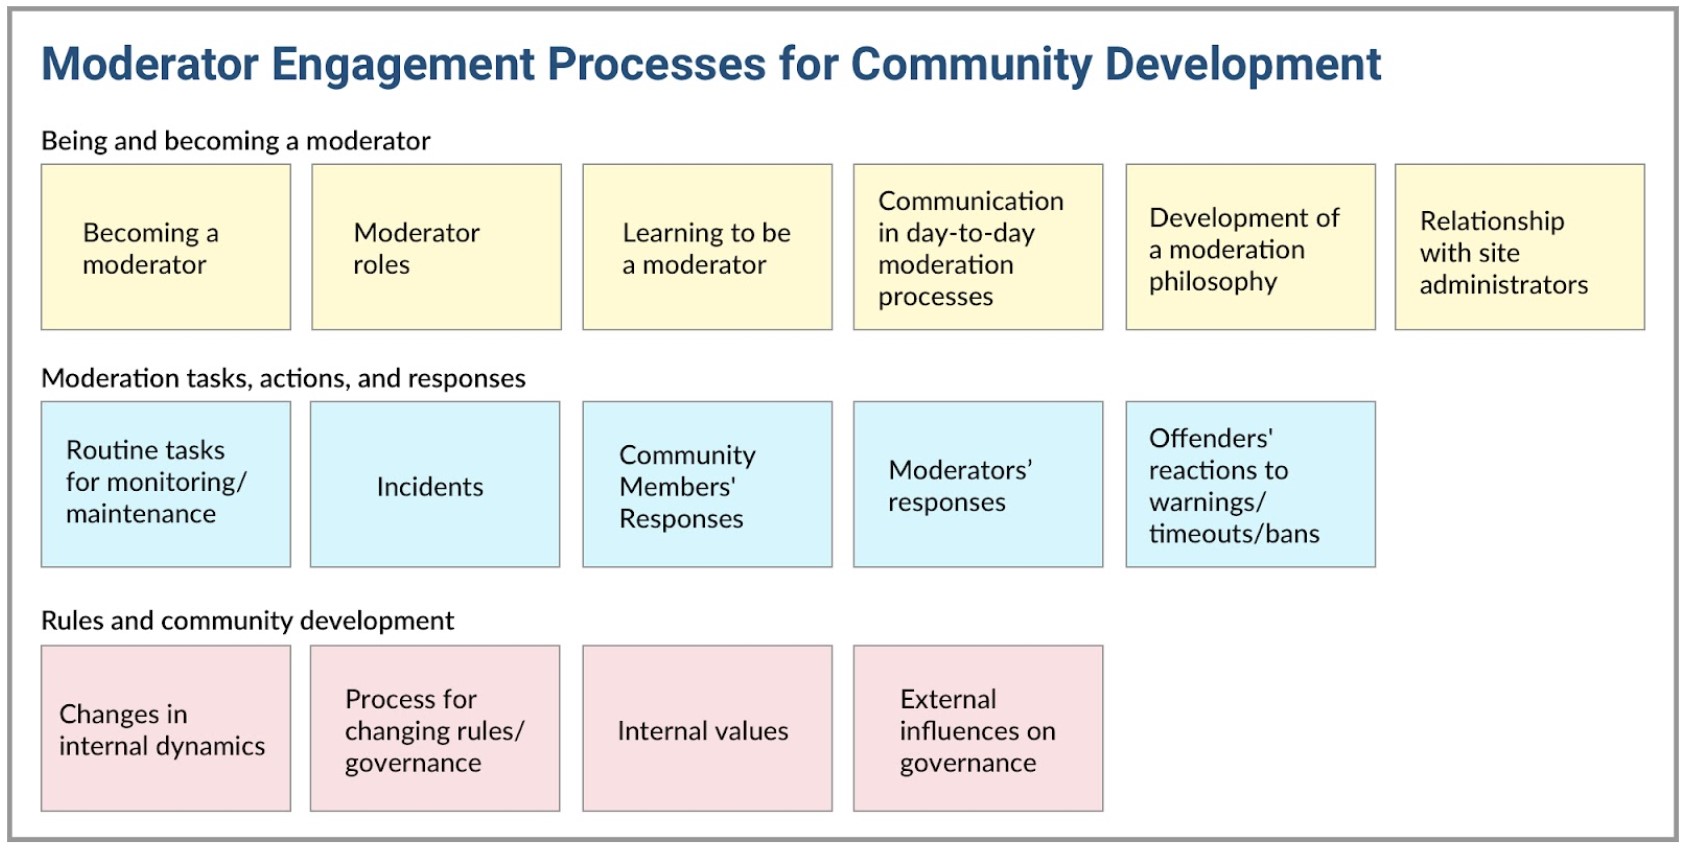 Moderator Engagement Processes for Community Development
Being and becoming a moderator
Becoming a
moderator
Moderator
roles
Learning to be
a moderator
Communication
in day-to-day
moderation
processes
Development of
a moderation
philosophy
Relationship
with site
administrators
Moderation tasks, actions, and responses
Routine tasks
for monitoring/
maintenance
Incidents
Community
Members'
Responses
Moderators’
responses
Offenders'
reactions to
warnings/
timeouts/bans
Rules and community development
Changes in
internal dynamics
Process for
changing rules/
governance
Internal values
External
influences on
governance